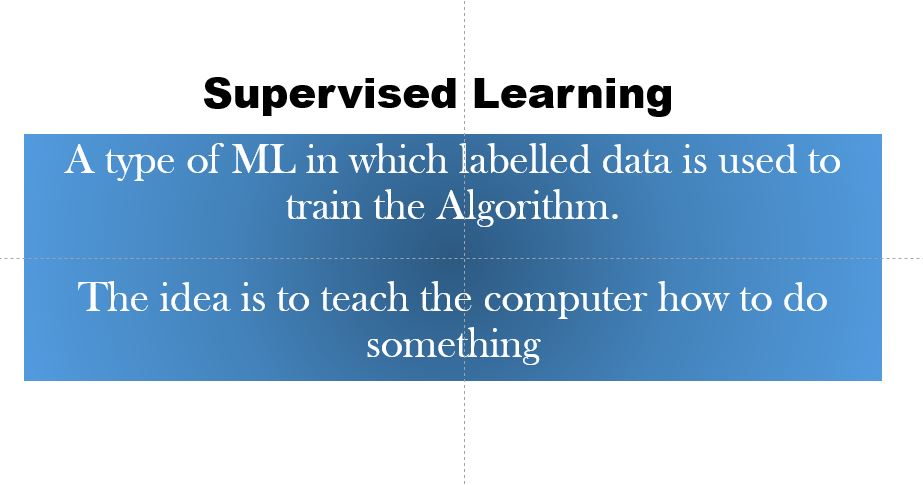 Supervised Learning
A type of ML in which labelled data is used to
train the Algorithm.
The idea is to teach the computer how to do
something